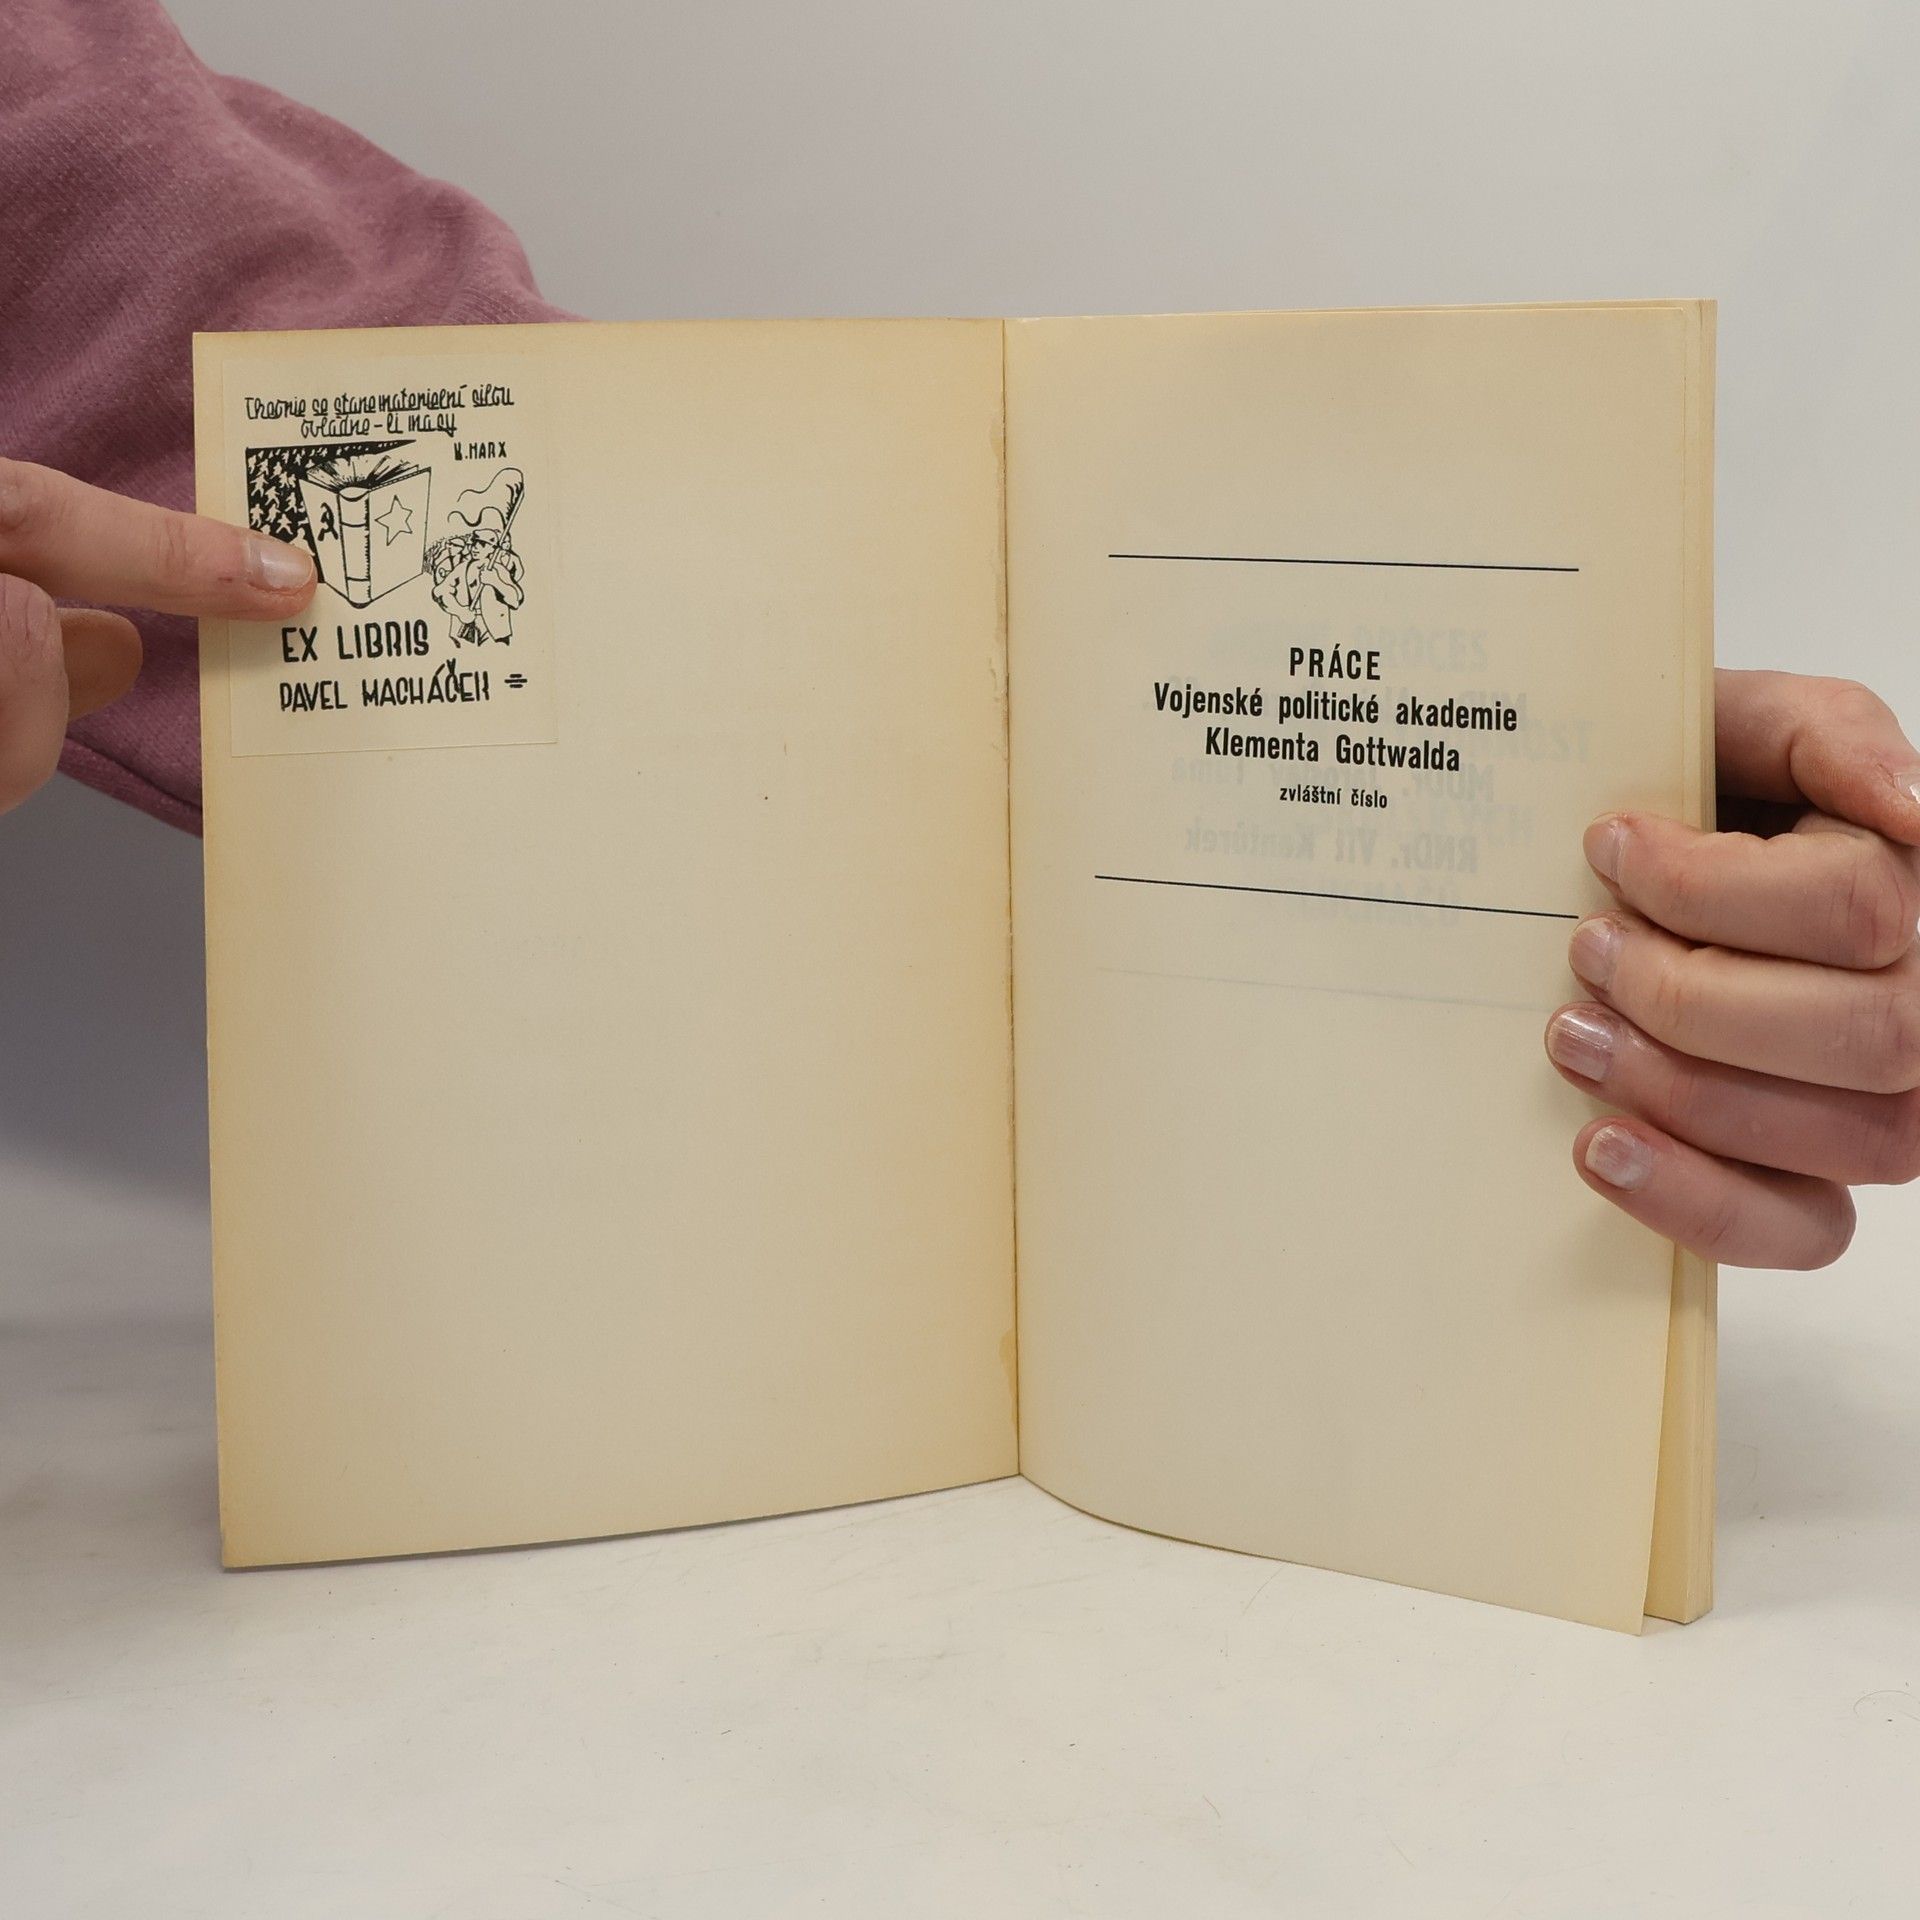 Theorie se stane materielní silou
ovládne-li masy
K. MARX
EX LIBRIS
PAVEL MACHÁČEK
PRÁCE
Vojenské politické akademie
Klementa Gottwalda
zvláštní číslo